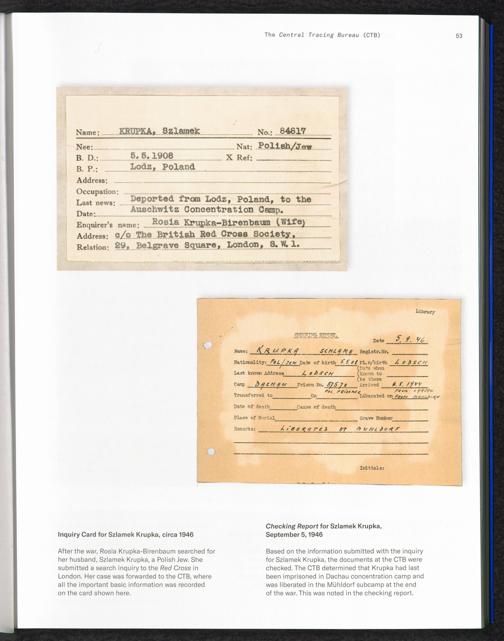 The Central Tracing Bureau (CTB) 53
Name: KRUPKA, Szlamek No.: 84817
Nee: Nat: Polish/Jew
B. D.: 5.5.1908 X Ref:
B. P.: Lodz, Poland
Address:
Occupation:
Last news: Deported from Lodz, Poland, to the
Date: Auschwitz Concentration Camp.
Enquirer's name: Rosia Krupka-Birenbaum (Wife)
Address: c/o The British Red Cross Society,
Relation: 29, Belgrave Square, London, S.W.1.
Library
CHECKING REPORT
Date 5.9.46
Name: KRUPKA SCHLAME Registr.Nr.
Nationality: POL/JEW Date of birth 5.5.08 Pl.o/birth LODSCH
Last known Address LODSCH
Camp DACHAU Prison No. arrived
Transferred to On Liberated on
Date of death Cause of death
Place of burial Grave Number
Remarks: LIBERATED AT MUHLDORF
Initials:
Inquiry Card for Szlamek Krupka, circa 1946
After the war, Rosia Krupka-Birenbaum searched for
her husband, Szlamek Krupka, a Polish Jew. She
submitted a search inquiry to the Red Cross in
London. Her case was forwarded to the CTB, where
all the important basic information was recorded
on the card shown here.
Checking Report for Szlamek Krupka,
September 5, 1946
Based on the information submitted with the inquiry
for Szlamek Krupka, the documents at the CTB were
checked. The CTB determined that Krupka had last
been imprisoned in Dachau concentration camp and
was liberated in the Mühldorf subcamp at the end
of the war. This was noted in the checking report.